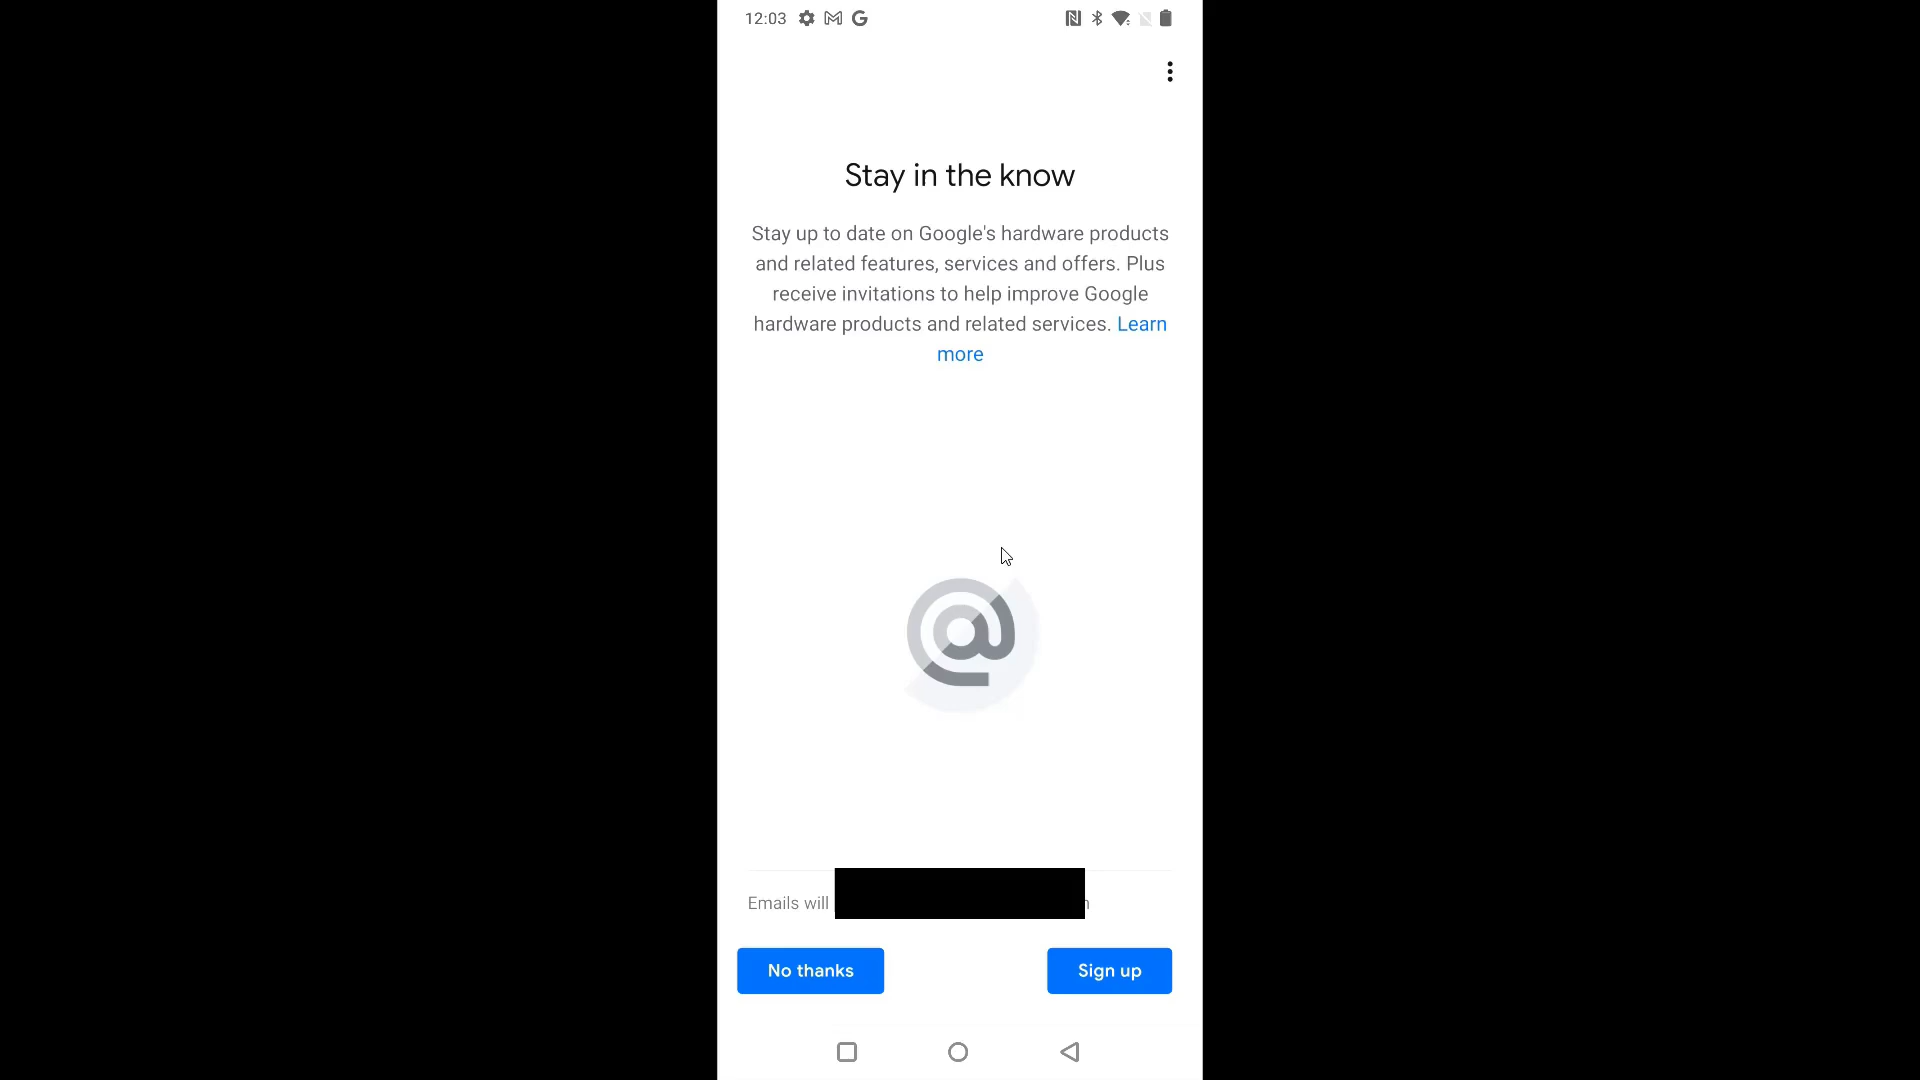 12:03
Stay in the know
Stay up to date on Google's hardware products
and related features, services and offers. Plus
receive invitations to help improve Google
hardware products and related services. Learn
more
Emails will
No thanks
Sign up